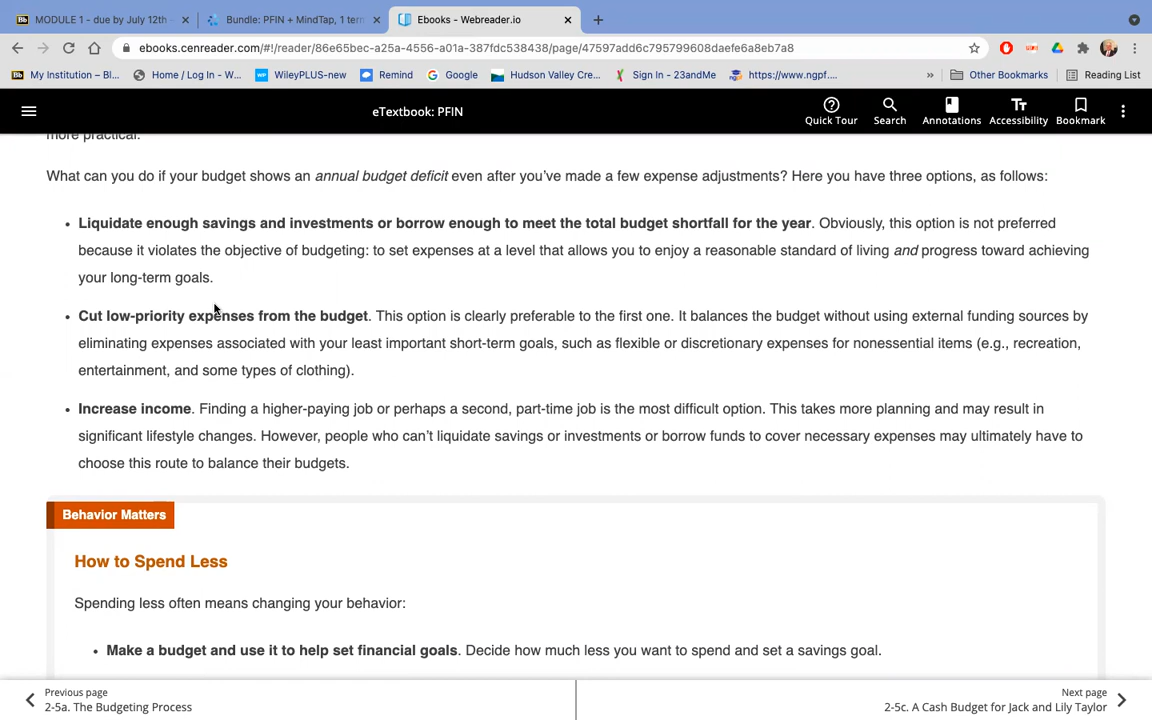 MODULE 1 - due by July 12th -
Bundle: PFIN + MindTap, 1 term
Ebooks - Webreader.io
ebooks.cenreader.com/#!/reader/86e65bec-a25a-4556-a01a-387fdc538438/page/47597add6c795799608daefe6a8eb7a8
My Institution – Bl...
Home / Log In - W...
WileyPLUS-new
Remind
Google
Hudson Valley Cre...
Sign In - 23andMe
https://www.ngpf....
»
Other Bookmarks
Reading List
eTextbook: PFIN
Quick Tour
Search
Annotations
Accessibility
Bookmark
more practical.
What can you do if your budget shows an annual budget deficit even after you've made a few expense adjustments? Here you have three options, as follows:
• Liquidate enough savings and investments or borrow enough to meet the total budget shortfall for the year. Obviously, this option is not preferred
because it violates the objective of budgeting: to set expenses at a level that allows you to enjoy a reasonable standard of living and progress toward achieving
your long-term goals.
• Cut low-priority expenses from the budget. This option is clearly preferable to the first one. It balances the budget without using external funding sources by
eliminating expenses associated with your least important short-term goals, such as flexible or discretionary expenses for nonessential items (e.g., recreation,
entertainment, and some types of clothing).
• Increase income. Finding a higher-paying job or perhaps a second, part-time job is the most difficult option. This takes more planning and may result in
significant lifestyle changes. However, people who can't liquidate savings or investments or borrow funds to cover necessary expenses may ultimately have to
choose this route to balance their budgets.
Behavior Matters
How to Spend Less
Spending less often means changing your behavior:
• Make a budget and use it to help set financial goals. Decide how much less you want to spend and set a savings goal.
Previous page
2-5a. The Budgeting Process
Next page
2-5c. A Cash Budget for Jack and Lily Taylor